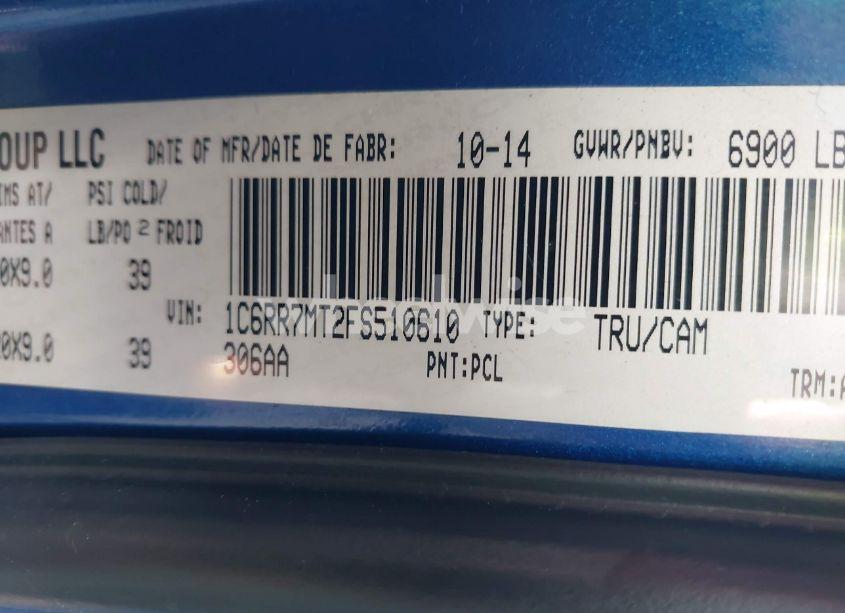 OUP LLC DATE OF MFR/DATE DE FABR: 10-14 GVWR/PNBV: 6900 LB
IMS AT/ PSI COLD/
ANTES A LB/PO 2 FROID
0X9.0 39
VIN: 1C6RR7MT2FS510610 TYPE: TRU/CAM
0X9.0 39 306AA PNT:PCL TRM:A